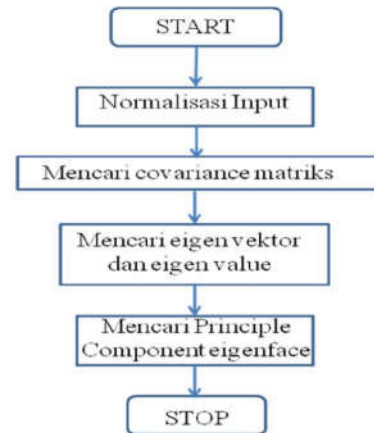 START
Normalisasi Input
Mencari covariance matriks
Mencari eigen vektor
dan eigen value
Mencari Principle
Component eigenface
STOP